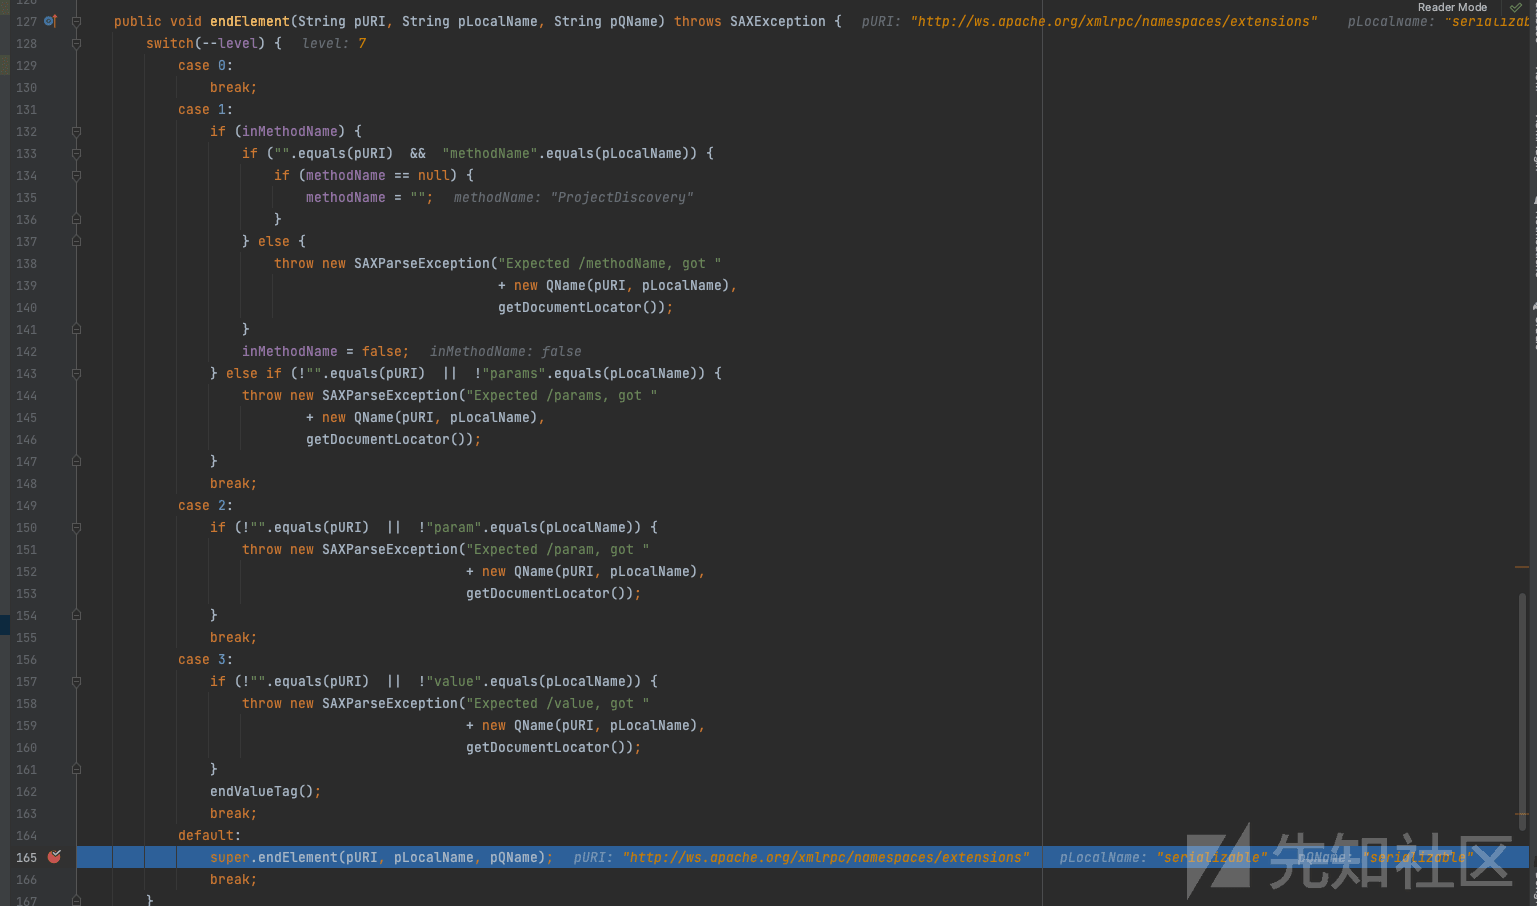 Reader Mode
127 public void endElement(String pURI, String pLocalName, String pQName) throws SAXException { pURI: "http://ws.apache.org/xmlrpc/namespaces/extensions" pLocalName: "serializab
128 switch(--level) { level: 7
129 case 0:
130 break;
131 case 1:
132 if (inMethodName) {
133 if ("".equals(pURI) && "methodName".equals(pLocalName)) {
134 if (methodName == null) {
135 methodName = ""; methodName: "ProjectDiscovery"
136 }
137 } else {
138 throw new SAXParseException("Expected /methodName, got "
139 + new QName(pURI, pLocalName),
140 getDocumentLocator());
141 }
142 inMethodName = false; inMethodName: false
143 } else if (!"".equals(pURI) || !"params".equals(pLocalName)) {
144 throw new SAXParseException("Expected /params, got "
145 + new QName(pURI, pLocalName),
146 getDocumentLocator());
147 }
148 break;
149 case 2:
150 if (!"".equals(pURI) || !"param".equals(pLocalName)) {
151 throw new SAXParseException("Expected /param, got "
152 + new QName(pURI, pLocalName),
153 getDocumentLocator());
154 }
155 break;
156 case 3:
157 if (!"".equals(pURI) || !"value".equals(pLocalName)) {
158 throw new SAXParseException("Expected /value, got "
159 + new QName(pURI, pLocalName),
160 getDocumentLocator());
161 }
162 endValueTag();
163 break;
164 default:
165 super.endElement(pURI, pLocalName, pQName); pURI: "http://ws.apache.org/xmlrpc/namespaces/extensions" pLocalName: "serializable" pQName: "serializable"
166 break;
167 }
先知社区